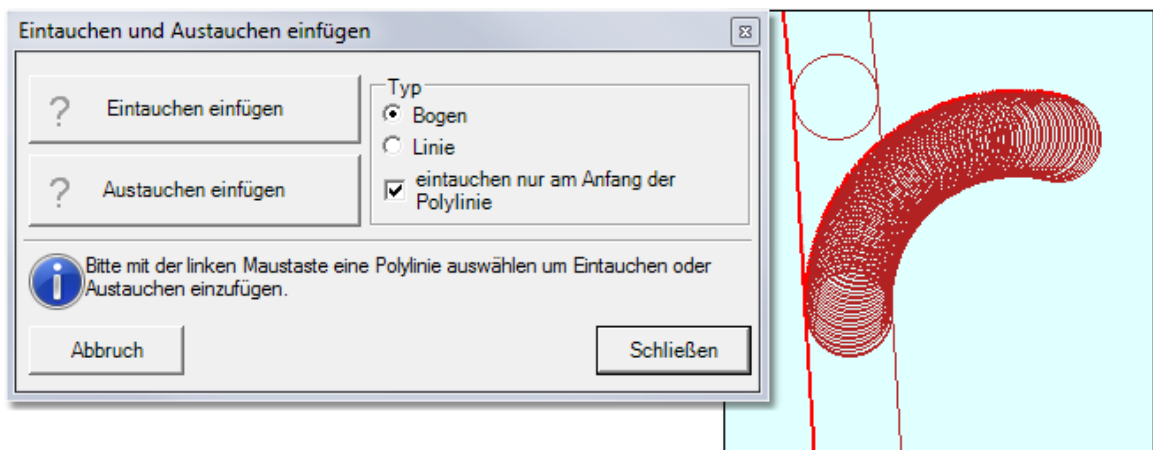 Eintauchen und Austauchen einfügen
? Eintauchen einfügen
? Austauchen einfügen
Typ
Bogen
Linie
eintauchen nur am Anfang der
Polylinie
Bitte mit der linken Maustaste eine Polylinie auswählen um Eintauchen oder
Austauchen einzufügen.
Abbruch
Schließen